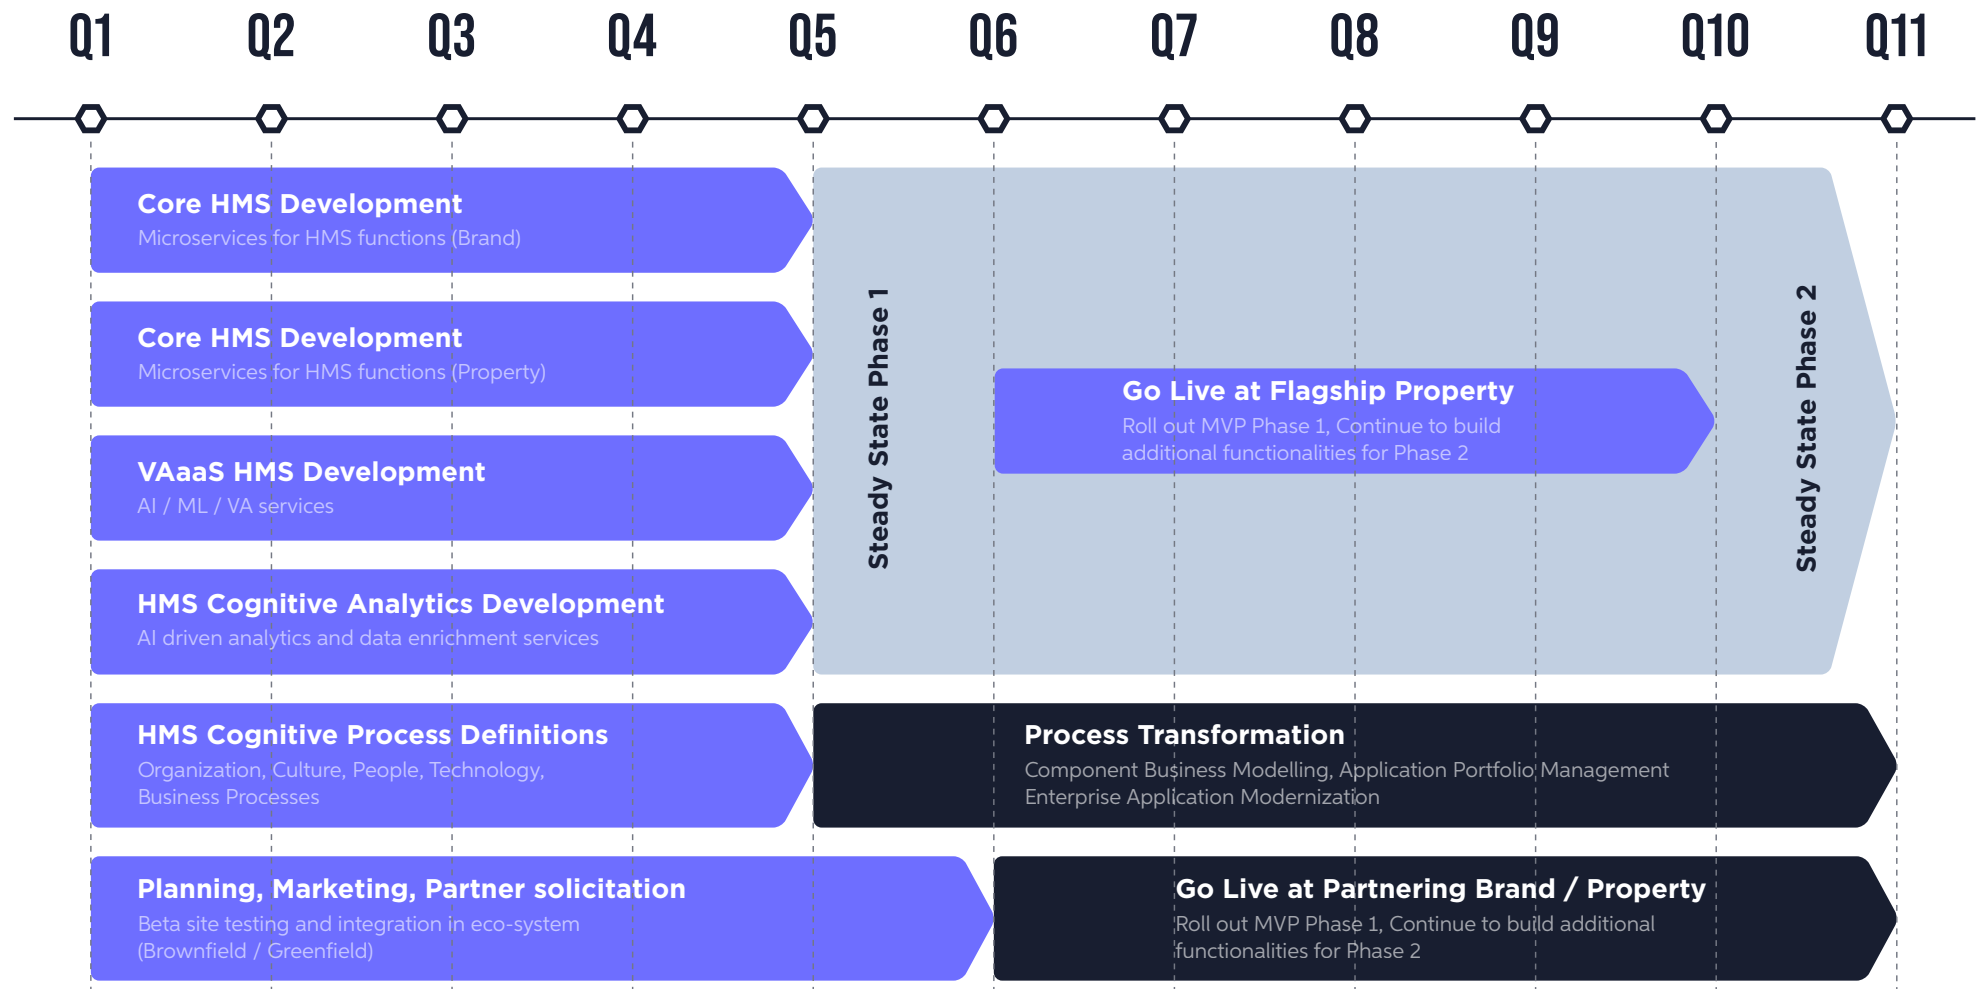 Q1 Q2 Q3 Q4 Q5 Q6 Q7 Q8 Q9 Q10 Q11
Core HMS Development
Microservices for HMS functions (Brand)
Core HMS Development
Microservices for HMS functions (Property)
VAaaS HMS Development
AI / ML / VA services
HMS Cognitive Analytics Development
AI driven analytics and data enrichment services
Steady State Phase 1
Go Live at Flagship Property
Roll out MVP Phase 1, Continue to build
additional functionalities for Phase 2
Steady State Phase 2
HMS Cognitive Process Definitions
Organization, Culture, People, Technology,
Business Processes
Process Transformation
Component Business Modelling, Application Portfolio Management
Enterprise Application Modernization
Planning, Marketing, Partner solicitation
Beta site testing and integration in eco-system
(Brownfield / Greenfield)
Go Live at Partnering Brand / Property
Roll out MVP Phase 1, Continue to build additional
functionalities for Phase 2